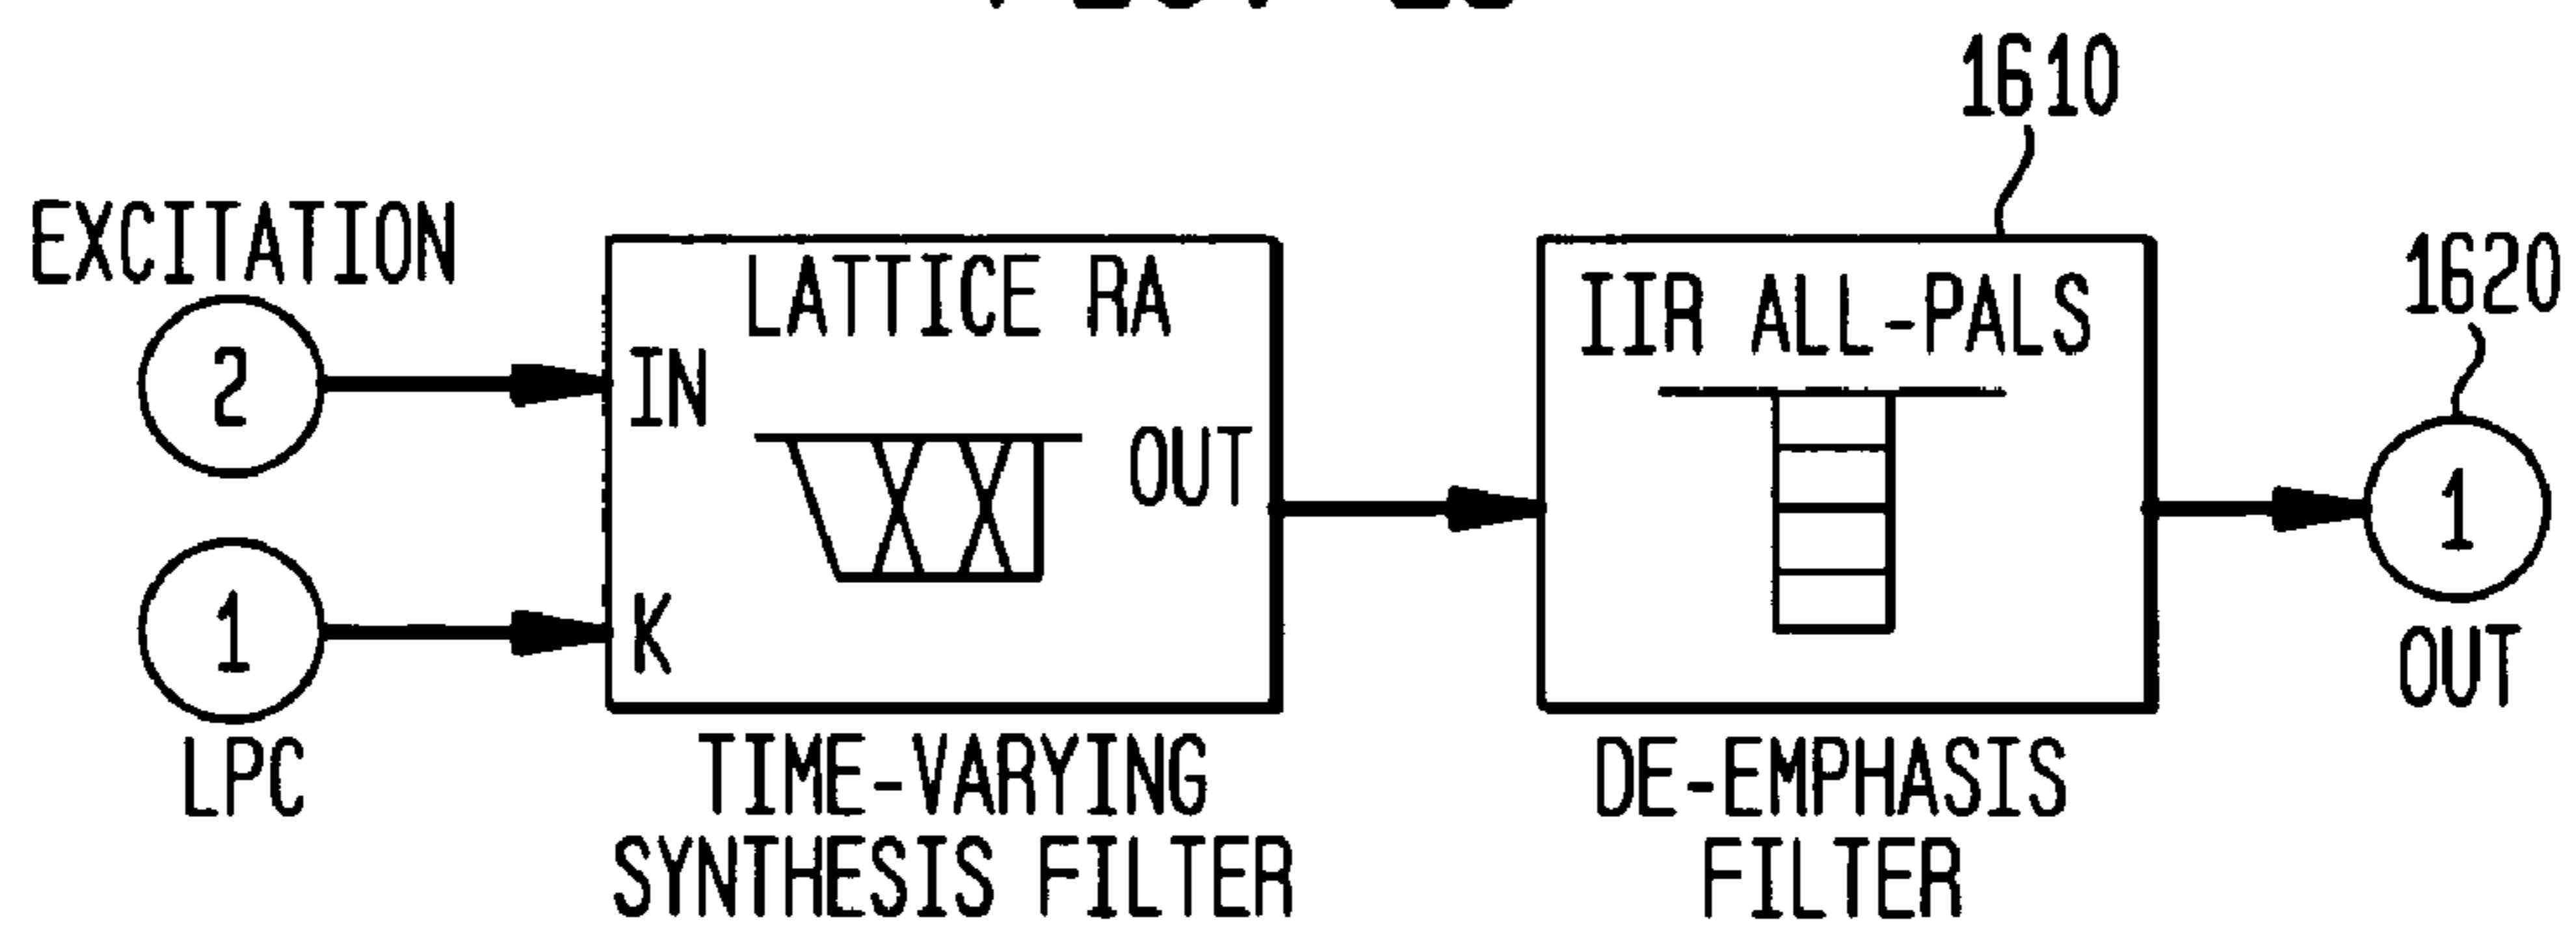 1610
1620
EXCITATION
2
1
LPC
LATTICE RA
IN
OUT
K
TIME-VARYING
SYNTHESIS FILTER
IIR ALL-PALS
DE-EMPHASIS
FILTER
1
OUT